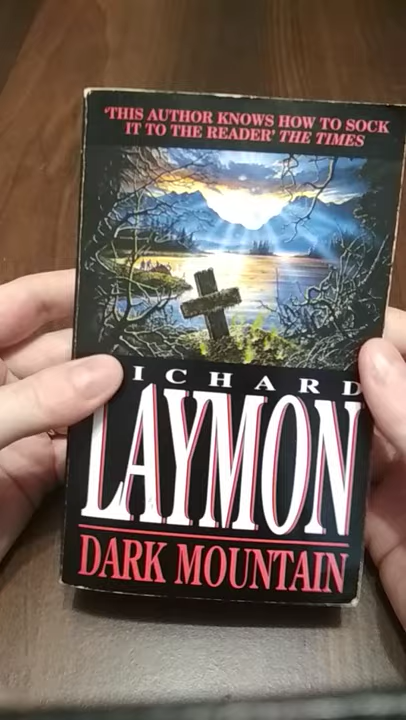 'THIS AUTHOR KNOWS HOW TO SOCK
IT TO THE READER' THE TIMES
ICHARD
LAYMON
DARK MOUNTAIN